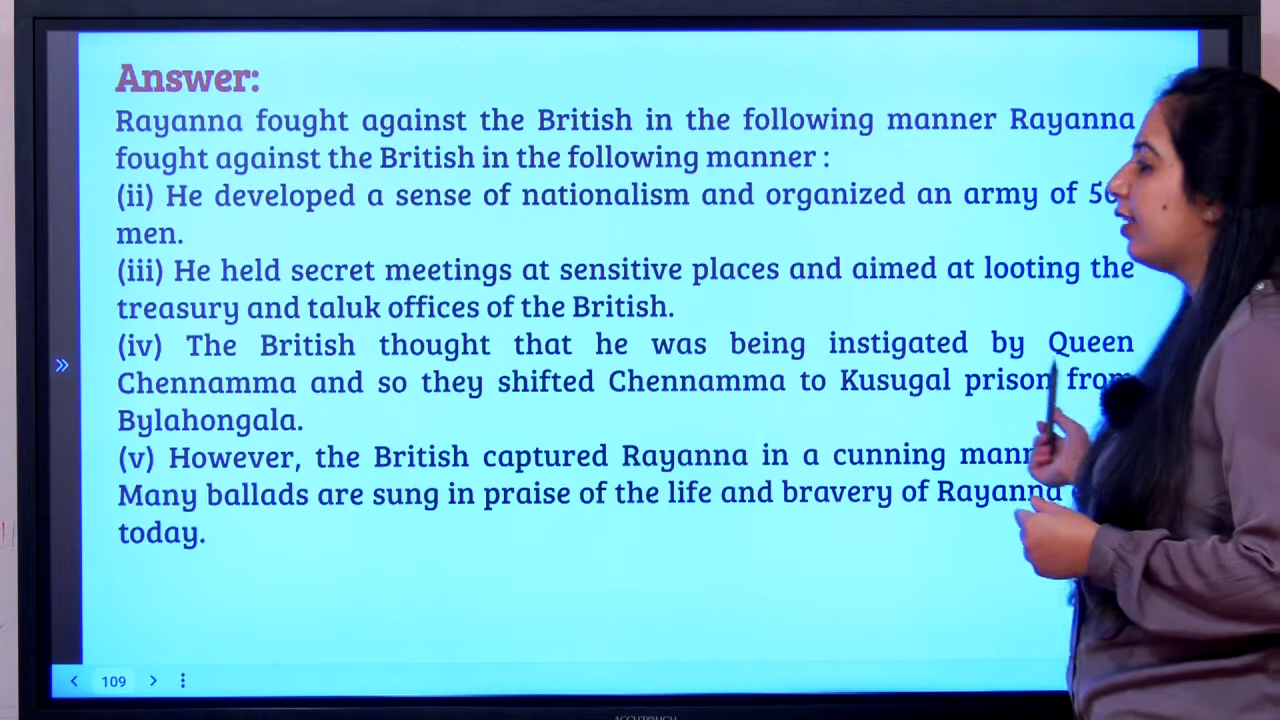 Answer:
Rayanna fought against the British in the following manner Rayanna
fought against the British in the following manner :
(ii) He developed a sense of nationalism and organized an army of
men.
(iii) He held secret meetings at sensitive places and aimed at looting the
treasury and taluk offices of the British.
(iv) The British thought that he was being instigated by Queen
Chennamma and so they shifted Chennamma to Kusugal prison from
Bylahongala.
(v) However, the British captured Rayanna in a cunning
Many ballads are sung in praise of the life and bravery of Rayanna
today.
109